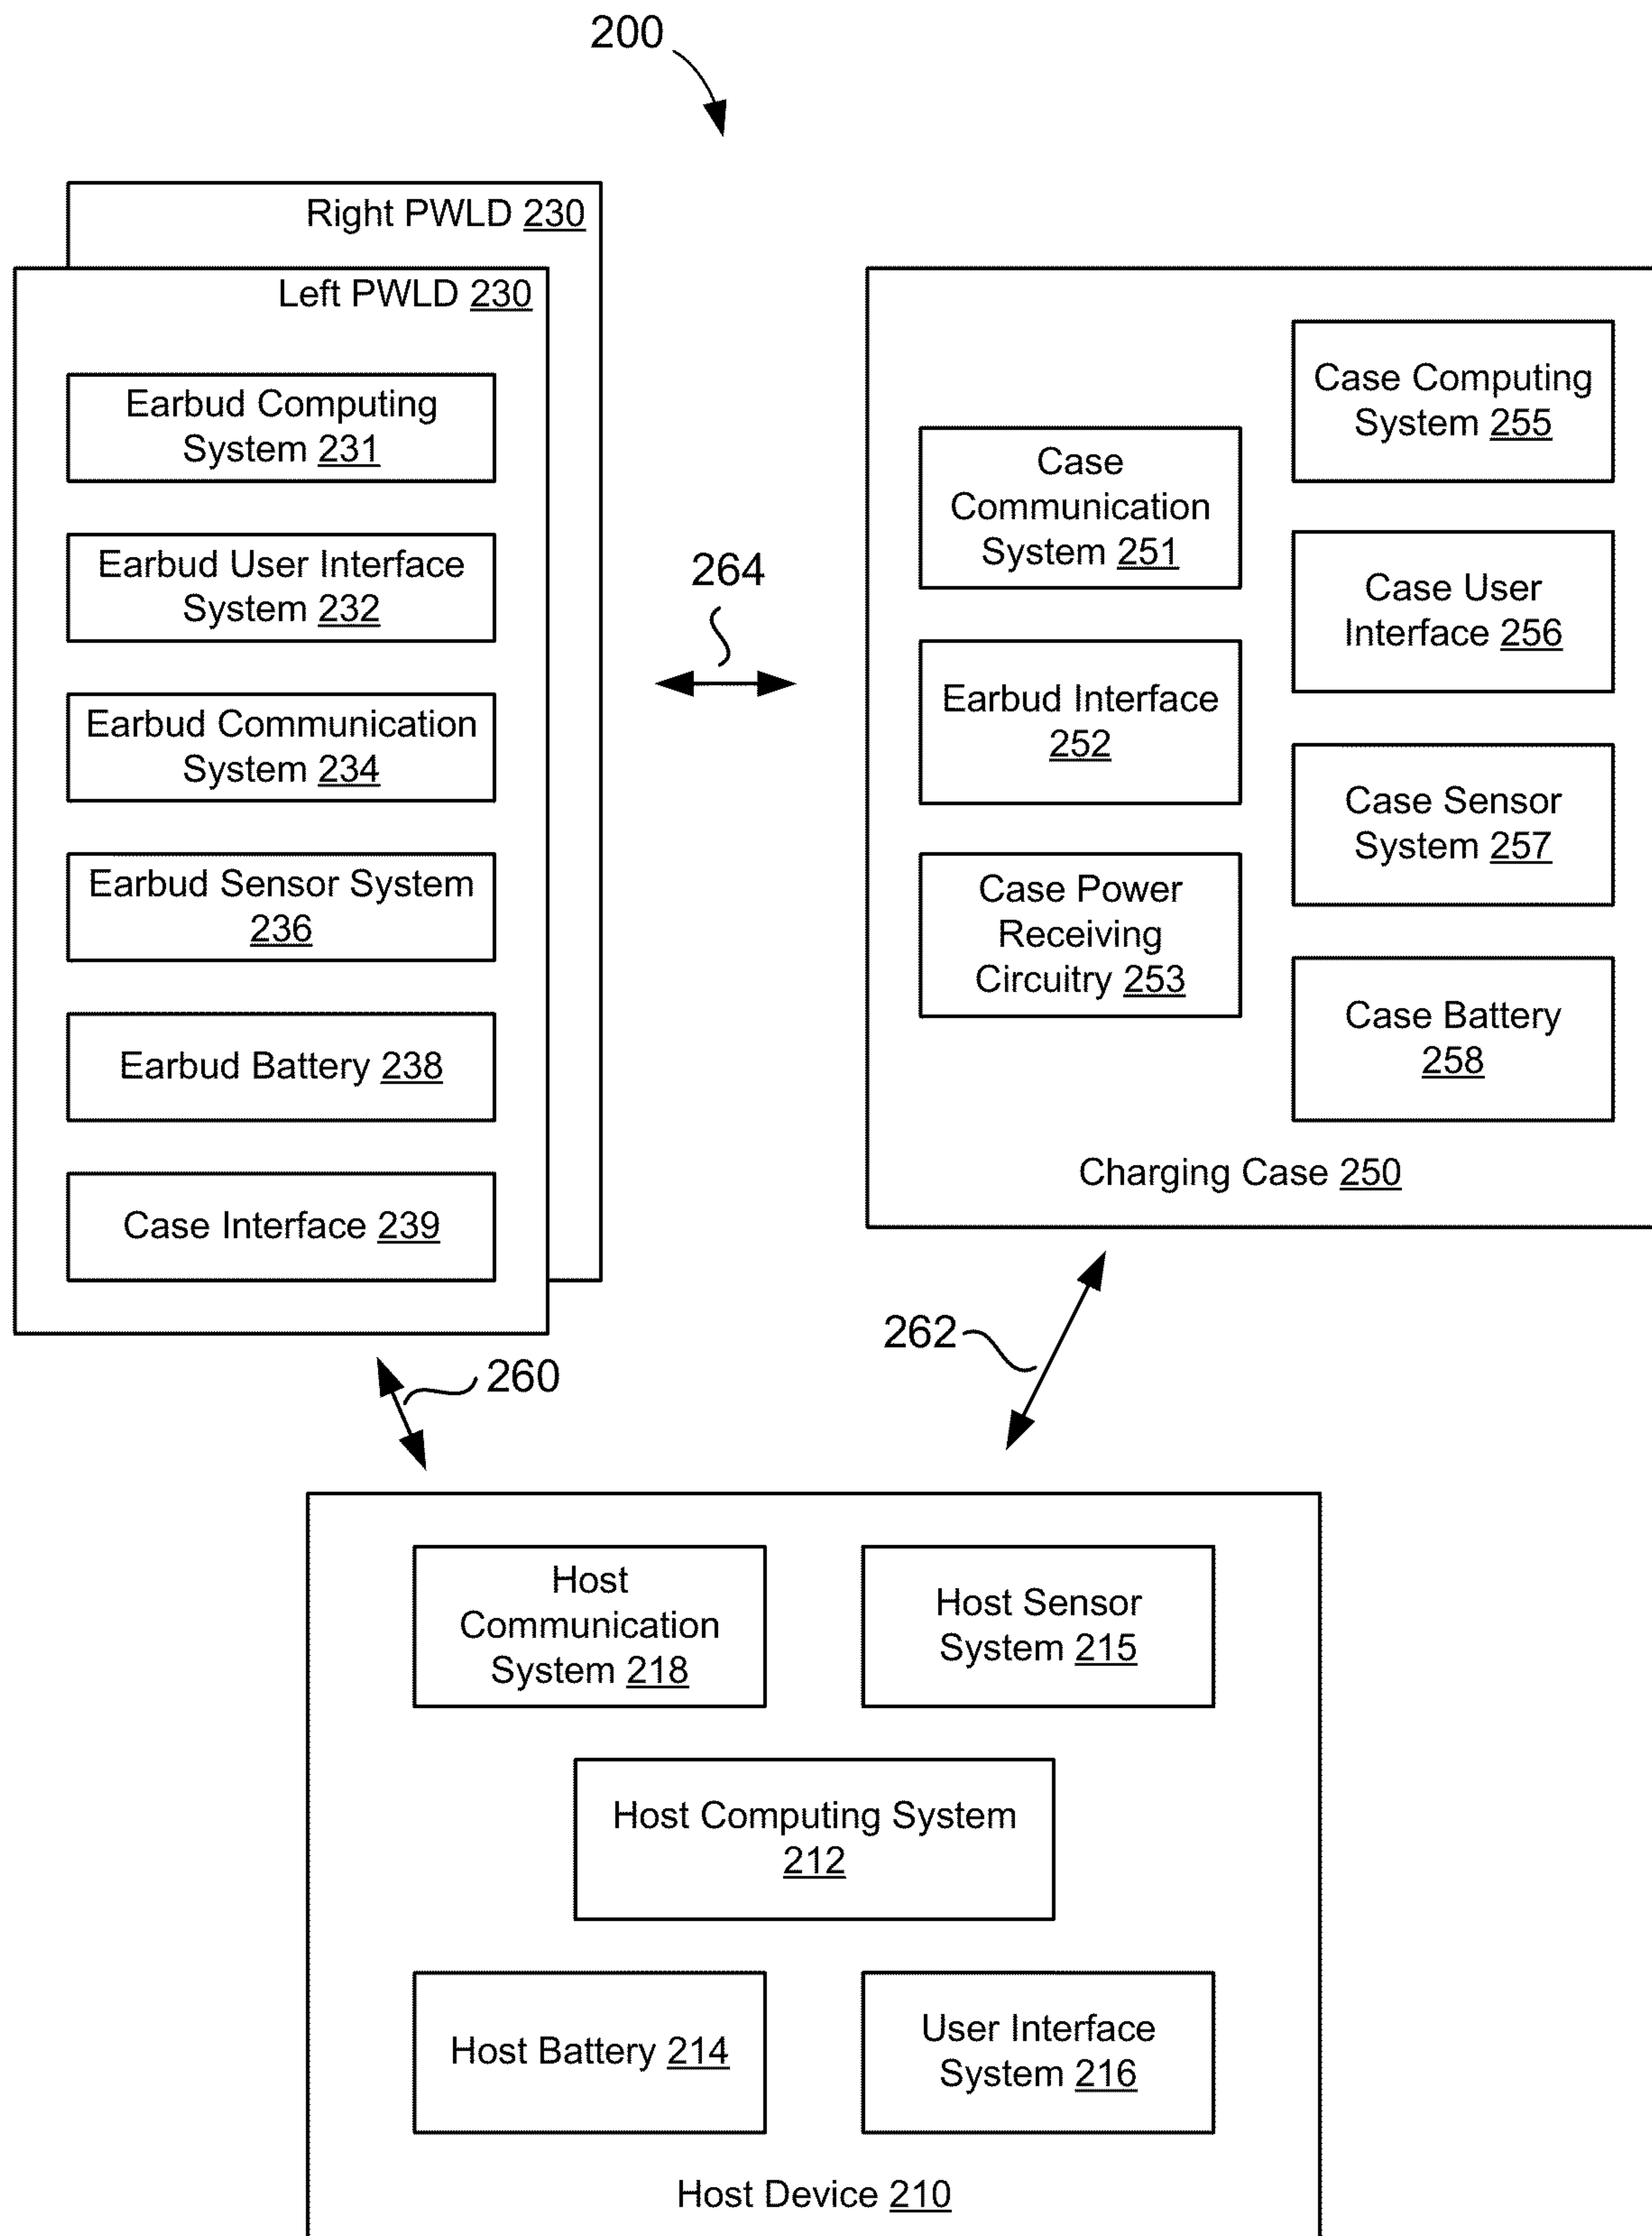 200
Right PWLD 230
Left PWLD 230
Earbud Computing
System 231
Earbud User Interface
System 232
Earbud Communication
System 234
Earbud Sensor System
236
Earbud Battery 238
Case Interface 239
264
Case
Communication
System 251
Earbud Interface
252
Case Power
Receiving
Circuitry 253
Case Computing
System 255
Case User
Interface 256
Case Sensor
System 257
Case Battery
258
Charging Case 250
260
262
Host
Communication
System 218
Host Sensor
System 215
Host Computing System
212
Host Battery 214
User Interface
System 216
Host Device 210